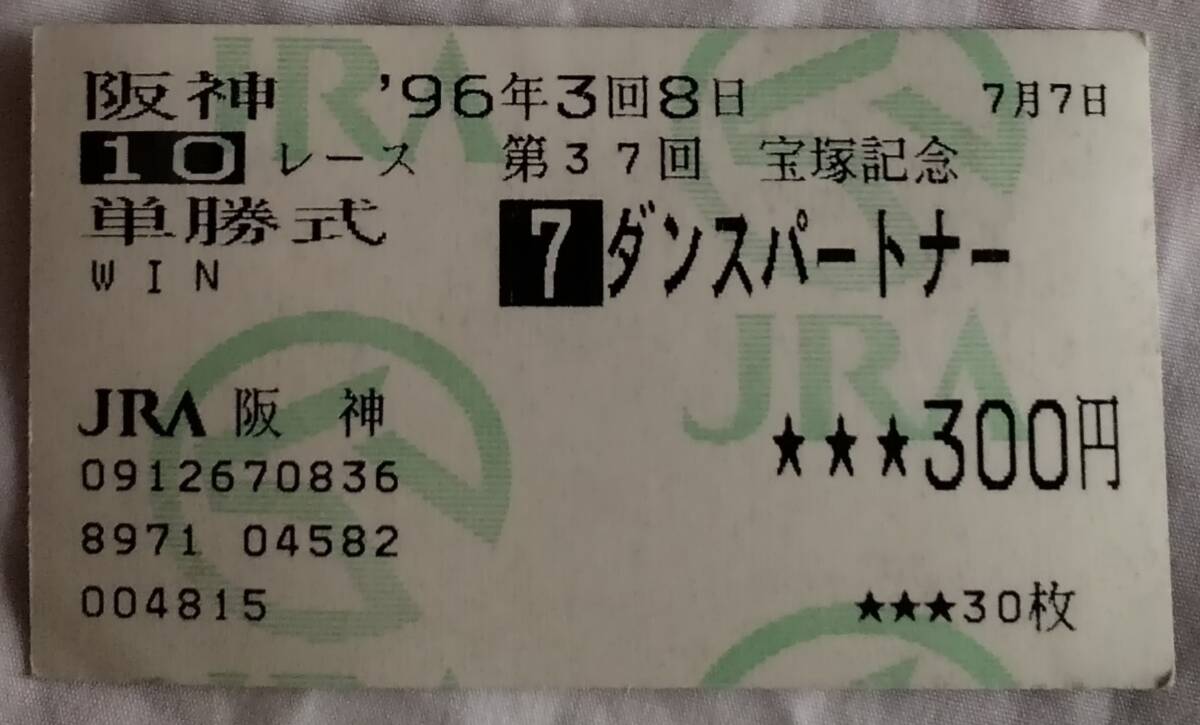 阪神 '96年3回8日 7月7日
10 レース 第37回 宝塚記念
単勝式 7 ダンスパートナー
WIN
JRA 阪神
★★★300円
0912670836
8971 04582
004815 ★★★30枚
JRA
JRA